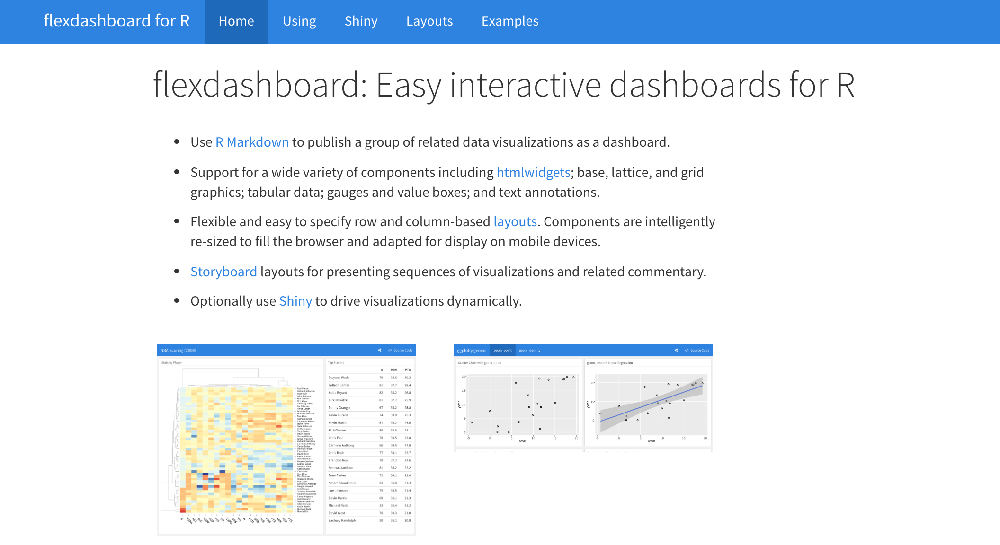 flexdashboard for R Home Using Shiny Layouts Examples
flexdashboard: Easy interactive dashboards for R
Use R Markdown to publish a group of related data visualizations as a dashboard.
Support for a wide variety of components including htmlwidgets; base, lattice, and grid
graphics; tabular data; gauges and value boxes; and text annotations.
Flexible and easy to specify row and column-based layouts. Components are intelligently
re-sized to fill the browser and adapted for display on mobile devices.
Storyboard layouts for presenting sequences of visualizations and related commentary.
Optionally use Shiny to drive visualizations dynamically.
NBA Scoring (2008) Source Code
Stats by Player
Top Scorers
G MIN PTS
Dwyane Wade 79 38.6 30.2
LeBron James 81 37.7 28.4
Kobe Bryant 82 36.2 26.8
Dirk Nowitzki 81 37.7 25.9
Danny Granger 67 36.2 25.8
Kevin Durant 74 39.0 25.3
Kevin Martin 51 38.2 24.6
Al Jefferson 50 36.6 23.1
Chris Paul 78 38.5 22.8
Carmelo Anthony 66 34.5 22.8
Chris Bosh 77 38.1 22.7
Brandon Roy 78 37.2 22.6
Antawn Jamison 81 38.2 22.2
Tony Parker 72 34.1 22.0
Amare Stoudemire 53 36.8 21.4
Joe Johnson 79 39.5 21.4
Devin Harris 69 36.1 21.3
Michael Redd 33 36.4 21.2
David West 76 39.3 21.0
Zachary Randolph 50 35.1 20.8
ggplotly geoms geom_point geom_density Source Code
Scatter Chart with geom_point
20
15
10
5
0
yvar
-5 0 5 10 15 20
xvar
geom_smooth Linear Regression
20
10
0
yvar
-5 0 5 10 15 20
xvar